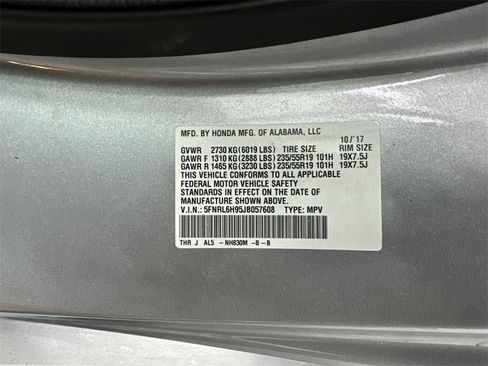 MFD. BY HONDA MFG. OF ALABAMA, LLC 10/'17
GVWR 2730 KG(6019 LBS) TIRE SIZE RIM SIZE
GAWR F 1310 KG(2888 LBS) 235/55R19 101H 19X7.5J
GAWR R 1465 KG(3230 LBS) 235/55R19 101H 19X7.5J
THIS VEHICLE CONFORMS TO ALL APPLICABLE
FEDERAL MOTOR VEHICLE SAFETY
STANDARDS IN EFFECT ON THE DATE OF
MANUFACTURE SHOWN ABOVE.
V.I.N.: 5FNRL6H95JB057608 TYPE: MPV
THR J AL5 -NH830M -B -B